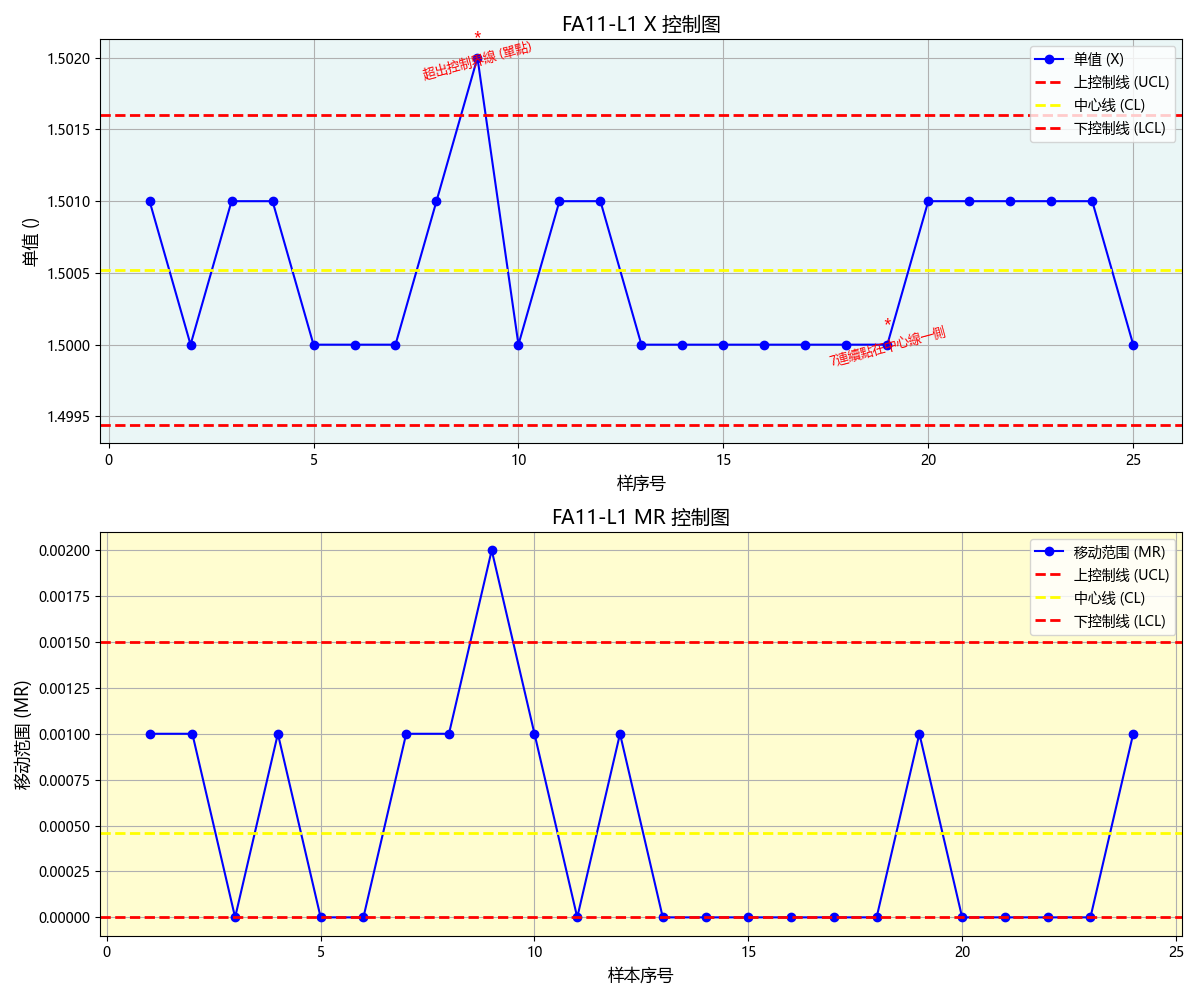 FA11-L1 X 控制图
*
超出控制界線 (單點)
单值 (X)
上控制线 (UCL)
中心线 (CL)
下控制线 (LCL)
单值 ()
1.5020
1.5015
1.5010
1.5005
1.5000
1.4995
*
7連續點在中心線一側
0
5
10
15
20
25
样序号
FA11-L1 MR 控制图
移动范围 (MR)
上控制线 (UCL)
中心线 (CL)
下控制线 (LCL)
移动范围 (MR)
0.00200
0.00175
0.00150
0.00125
0.00100
0.00075
0.00050
0.00025
0.00000
0
5
10
15
20
25
样本序号